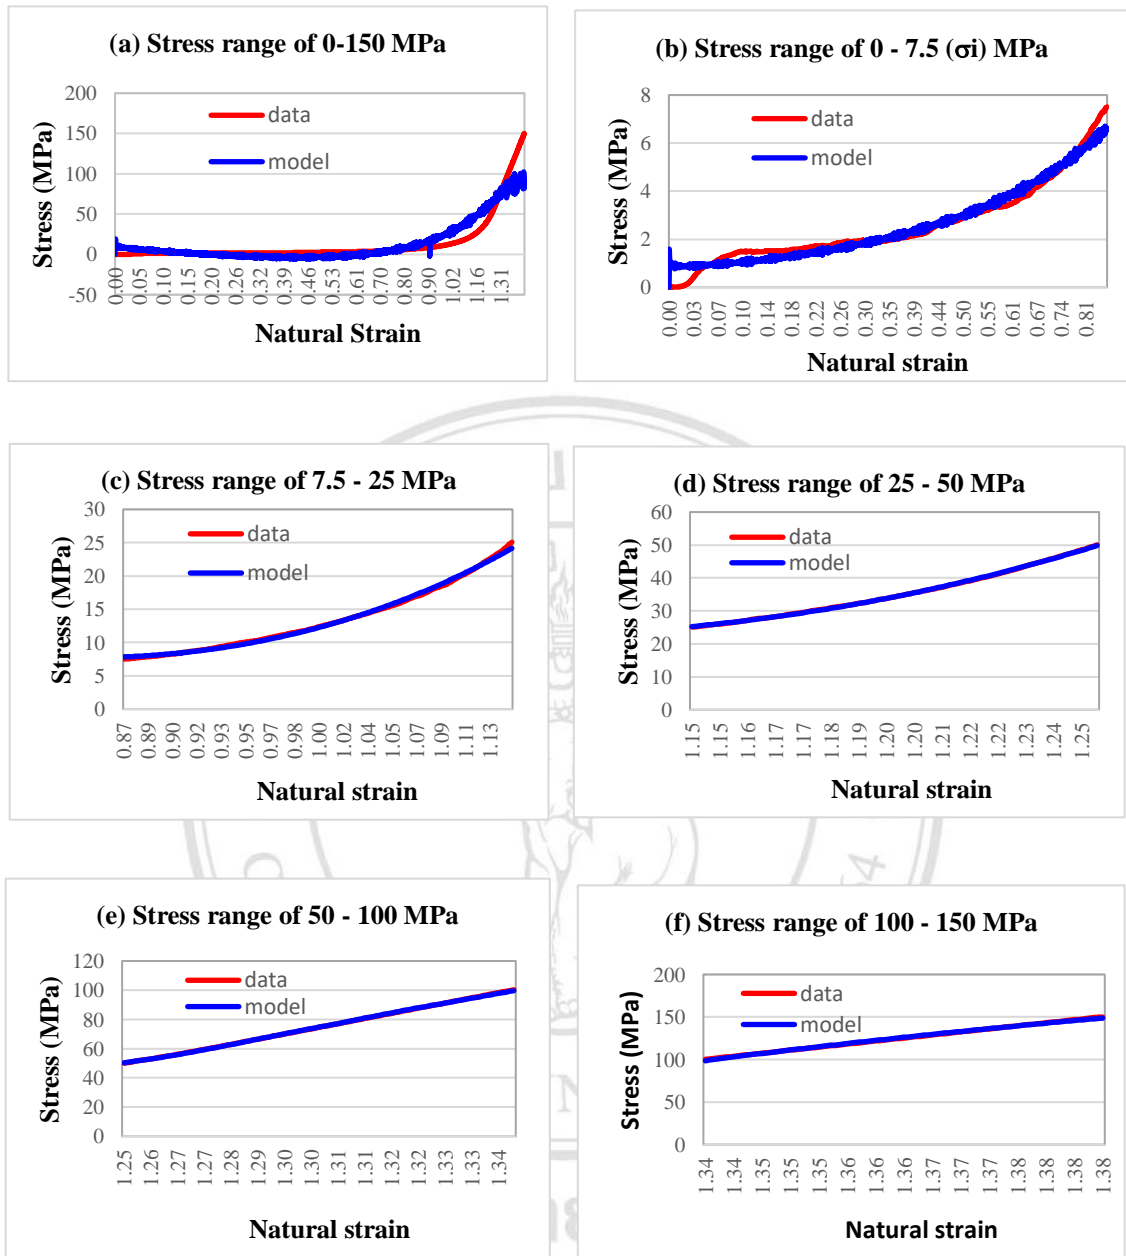 (a) Stress range of 0-150 MPa
200
150
100
50
0
-50
Stress (MPa)
data
model
0.00 0.05 0.10 0.15 0.20 0.26 0.32 0.39 0.46 0.53 0.61 0.70 0.80 0.90 1.02 1.16 1.31
Natural Strain
(b) Stress range of 0 - 7.5 (σi) MPa
8
6
4
2
0
Stress (MPa)
data
model
0.00 0.03 0.07 0.10 0.14 0.18 0.22 0.26 0.30 0.35 0.39 0.44 0.50 0.55 0.61 0.67 0.74 0.81
Natural strain
(c) Stress range of 7.5 - 25 MPa
30
25
20
15
10
5
0
Stress (MPa)
data
model
0.87 0.89 0.90 0.92 0.93 0.95 0.97 0.98 1.00 1.02 1.04 1.05 1.07 1.09 1.11 1.13
Natural strain
(d) Stress range of 25 - 50 MPa
60
50
40
30
20
10
0
Stress (MPa)
data
model
1.15 1.15 1.16 1.17 1.17 1.18 1.19 1.20 1.20 1.21 1.22 1.22 1.23 1.24 1.25
Natural strain
(e) Stress range of 50 - 100 MPa
120
100
80
60
40
20
0
Stress (MPa)
data
model
1.25 1.26 1.27 1.27 1.28 1.29 1.30 1.30 1.31 1.31 1.32 1.32 1.33 1.34
Natural strain
(f) Stress range of 100 - 150 MPa
200
150
100
50
0
Stress (MPa)
data
model
1.34 1.34 1.35 1.35 1.35 1.36 1.36 1.36 1.37 1.37 1.38 1.38 1.38 1.38 1.38
Natural strain